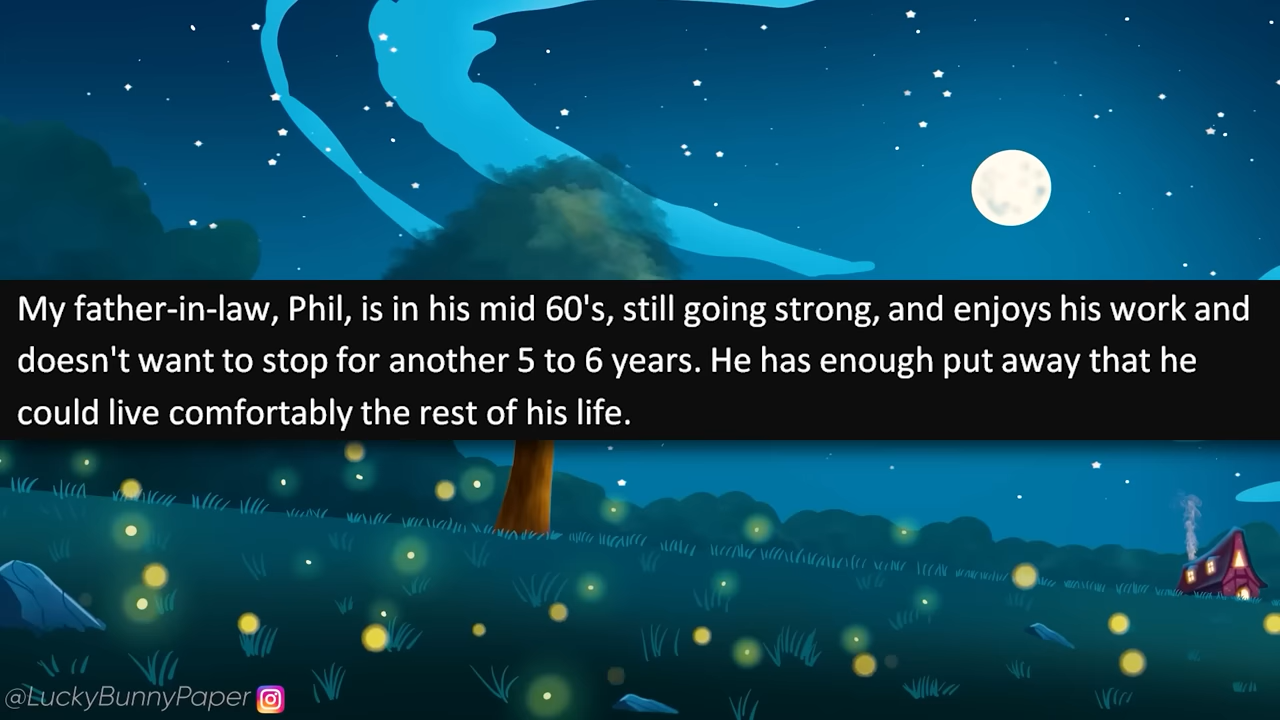 My father-in-law, Phil, is in his mid 60's, still going strong, and enjoys his work and
doesn't want to stop for another 5 to 6 years. He has enough put away that he
could live comfortably the rest of his life.
@LuckyBunnyPaper